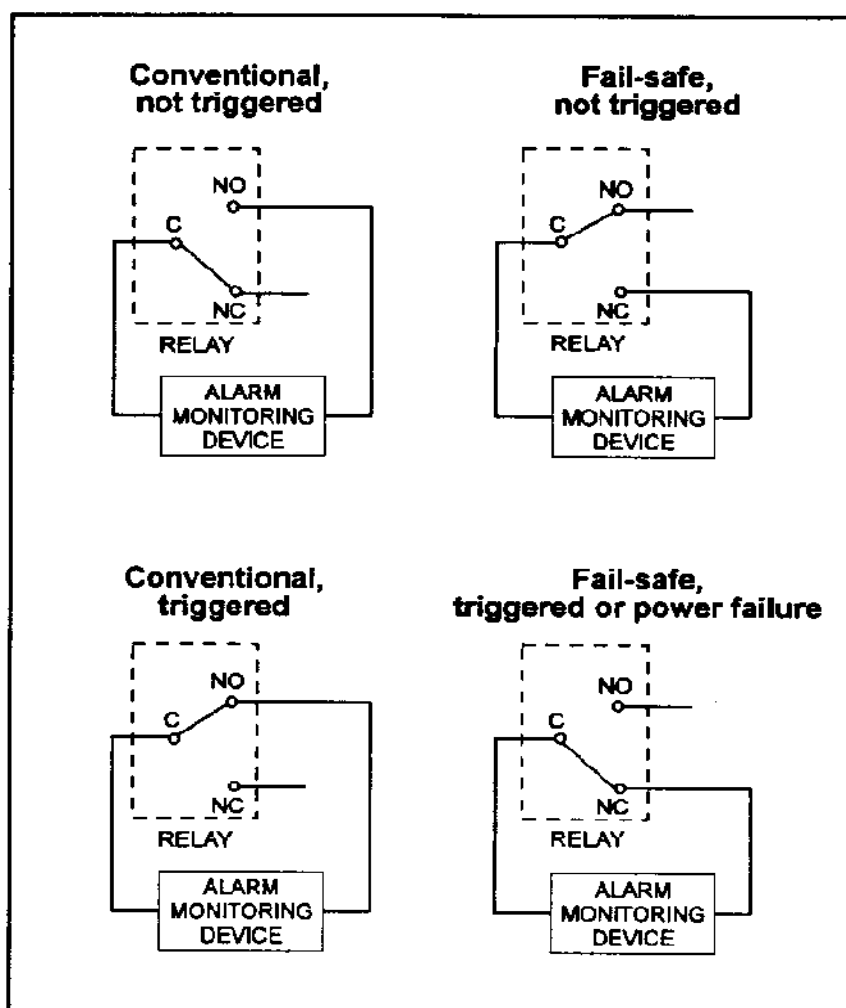 Conventional,
not triggered
NO
C
NC
RELAY
ALARM
MONITORING
DEVICE
Fail-safe,
not triggered
NO
C
NC
RELAY
ALARM
MONITORING
DEVICE
Conventional,
triggered
NO
C
NC
RELAY
ALARM
MONITORING
DEVICE
Fail-safe,
triggered or power failure
NO
C
NC
RELAY
ALARM
MONITORING
DEVICE